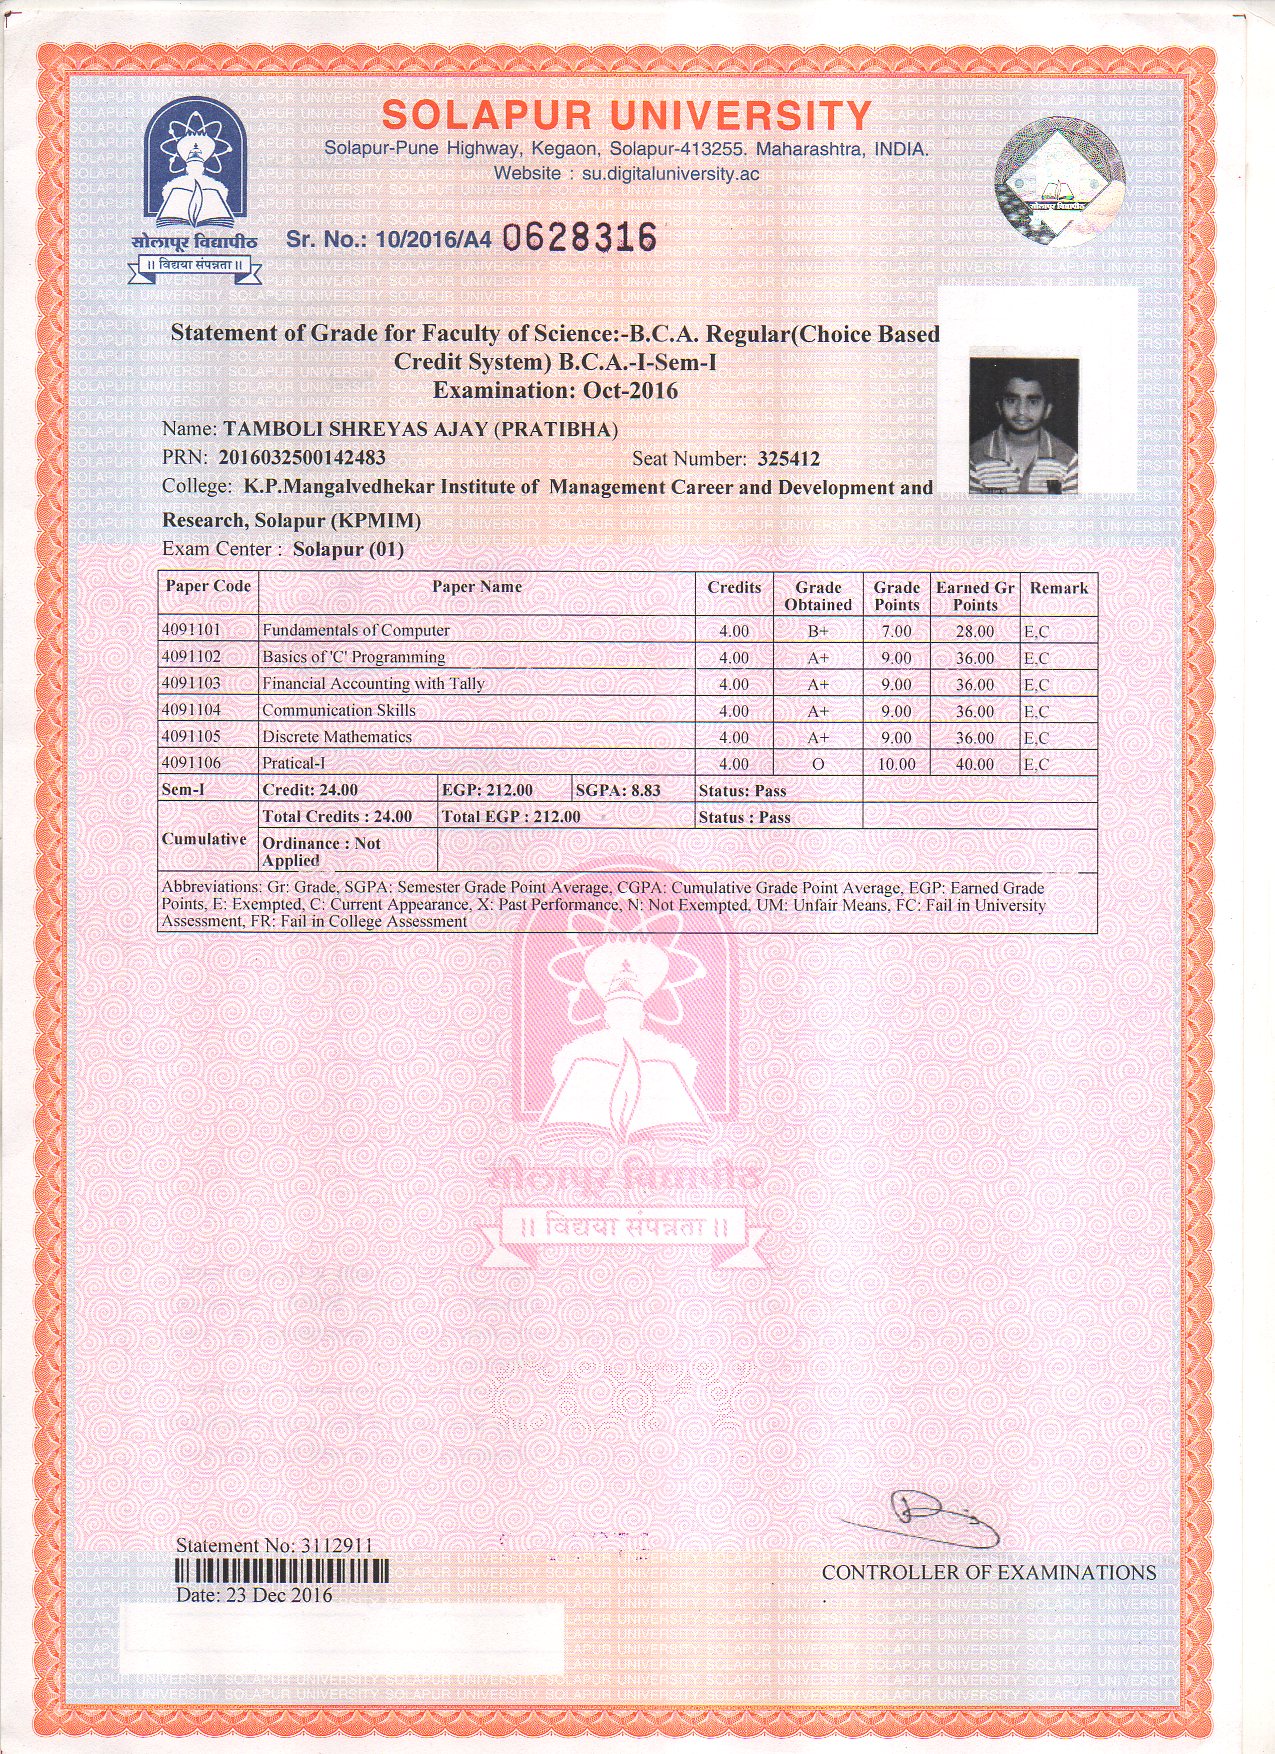 SOLAPUR UNIVERSITY
Solapur-Pune Highway, Kegaon, Solapur-413255. Maharashtra, INDIA.
Website : su.digitaluniversity.ac
सोलापूर विद्यापीठ
॥ विद्यया संपन्नता ॥
Sr. No.: 10/2016/A4 0628316
सोलापूर विद्यापीठ
Statement of Grade for Faculty of Science:-B.C.A. Regular(Choice Based
Credit System) B.C.A.-I-Sem-I
Examination: Oct-2016
Name: TAMBOLI SHREYAS AJAY (PRATIBHA)
PRN: 2016032500142483 Seat Number: 325412
College: K.P.Mangalvedhekar Institute of Management Career and Development and
Research, Solapur (KPMIM)
Exam Center : Solapur (01)
Paper Code Paper Name Credits Grade Obtained Grade Points Earned Gr Points Remark
4091101 Fundamentals of Computer 4.00 B+ 7.00 28.00 E,C
4091102 Basics of 'C' Programming 4.00 A+ 9.00 36.00 E,C
4091103 Financial Accounting with Tally 4.00 A+ 9.00 36.00 E,C
4091104 Communication Skills 4.00 A+ 9.00 36.00 E,C
4091105 Discrete Mathematics 4.00 A+ 9.00 36.00 E,C
4091106 Pratical-I 4.00 O 10.00 40.00 E,C
Sem-I Credit: 24.00 EGP: 212.00 SGPA: 8.83 Status: Pass
Cumulative Total Credits : 24.00 Total EGP : 212.00 Status : Pass
Ordinance : Not
Applied
Abbreviations: Gr: Grade, SGPA: Semester Grade Point Average, CGPA: Cumulative Grade Point Average, EGP: Earned Grade
Points, E: Exempted, C: Current Appearance, X: Past Performance, N: Not Exempted, UM: Unfair Means, FC: Fail in University
Assessment, FR: Fail in College Assessment
सोलापूर विद्यापीठ
॥ विद्यया संपन्नता ॥
COPY
Statement No: 3112911
Date: 23 Dec 2016
CONTROLLER OF EXAMINATIONS